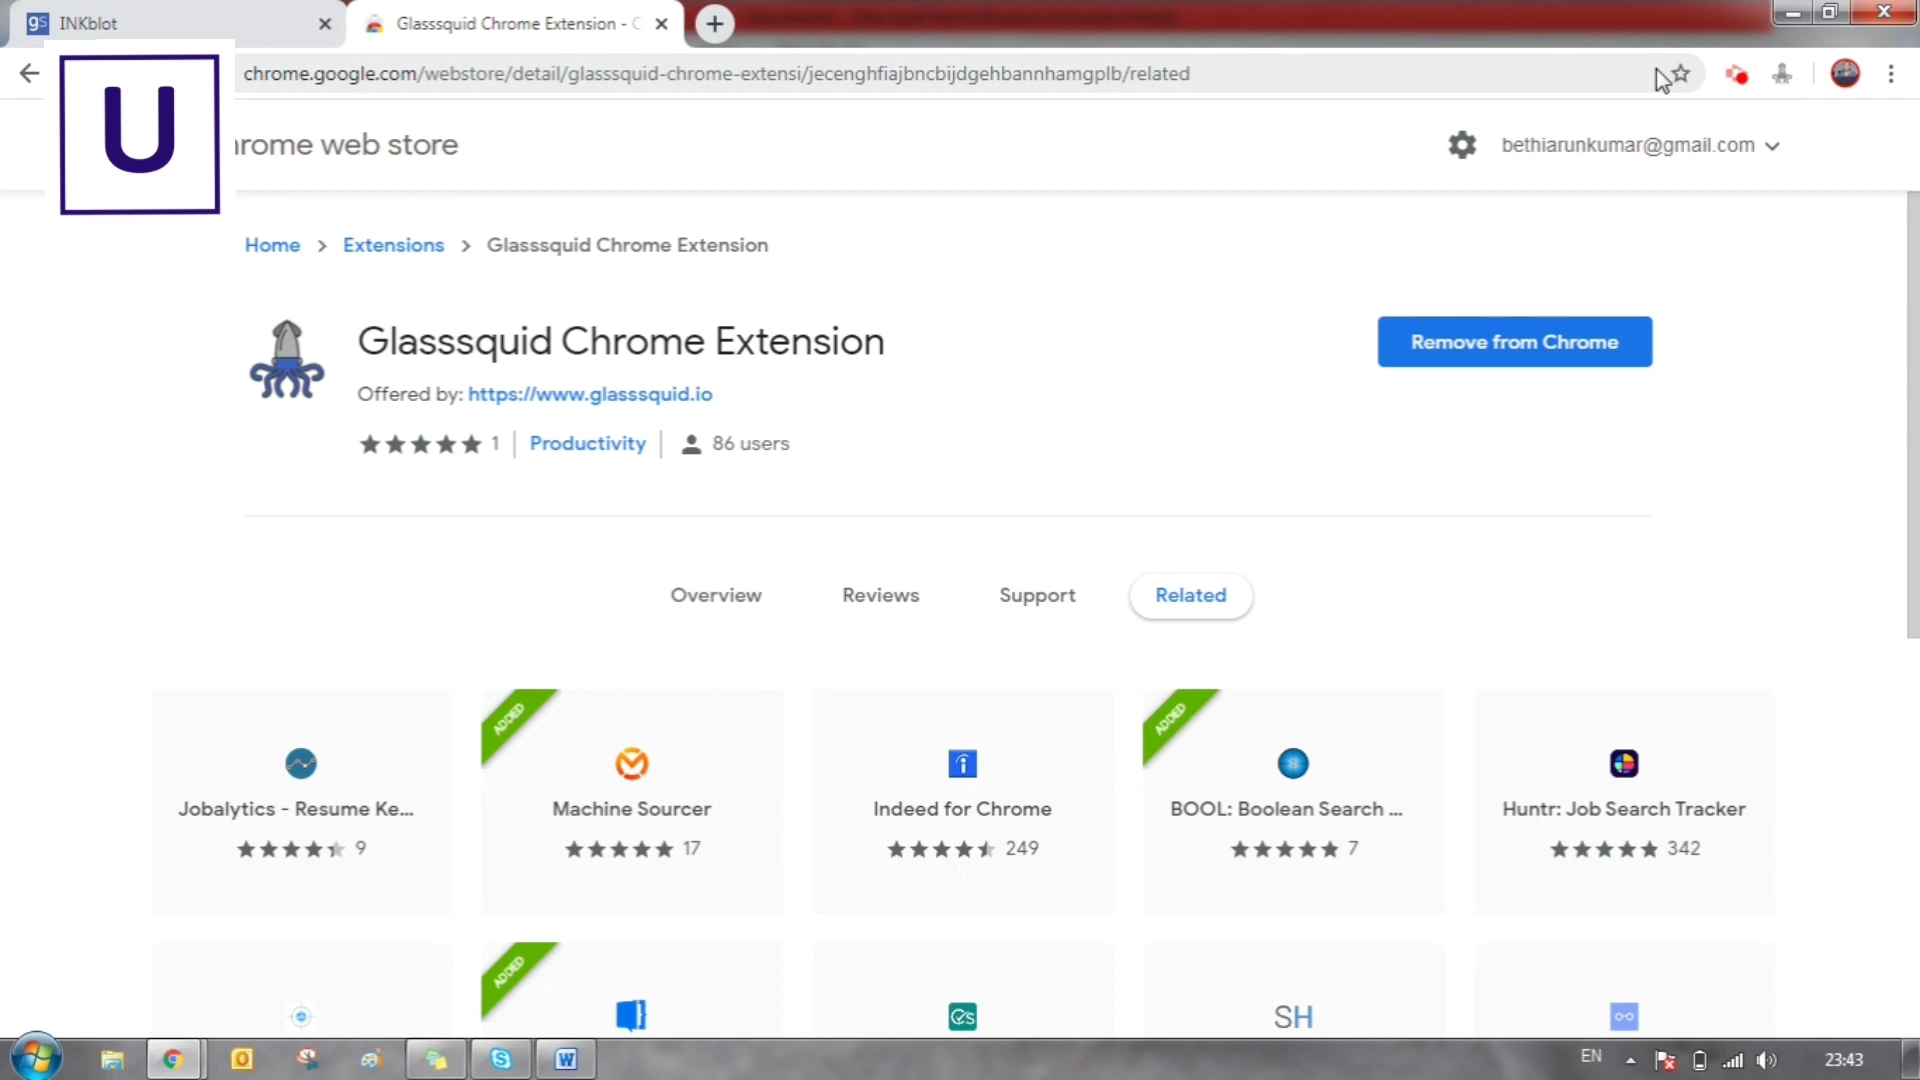 gs INKblot
Glasssquid Chrome Extension - C
chrome.google.com/webstore/detail/glasssquid-chrome-extensi/jecenghfiajbncbijdgehbannhamgplb/related
U
hrome web store
bethiarunkumar@gmail.com
Home > Extensions > Glasssquid Chrome Extension
Glasssquid Chrome Extension
Remove from Chrome
Offered by: https://www.glasssquid.io
1 Productivity 86 users
Overview Reviews Support Related
ADDED ADDED
Jobalytics - Resume Ke... Machine Sourcer Indeed for Chrome BOOL: Boolean Search ... Huntr: Job Search Tracker
9 17 249 7 342
ADDED
SH
EN 23:43